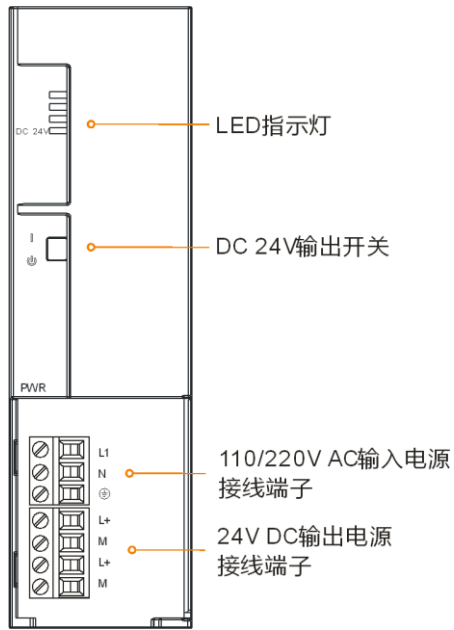 DC 24V
LED指示灯
DC 24V输出开关
PWR
L1
N
110/220V AC输入电源
接线端子
L+
M
L+
M
24V DC输出电源
接线端子